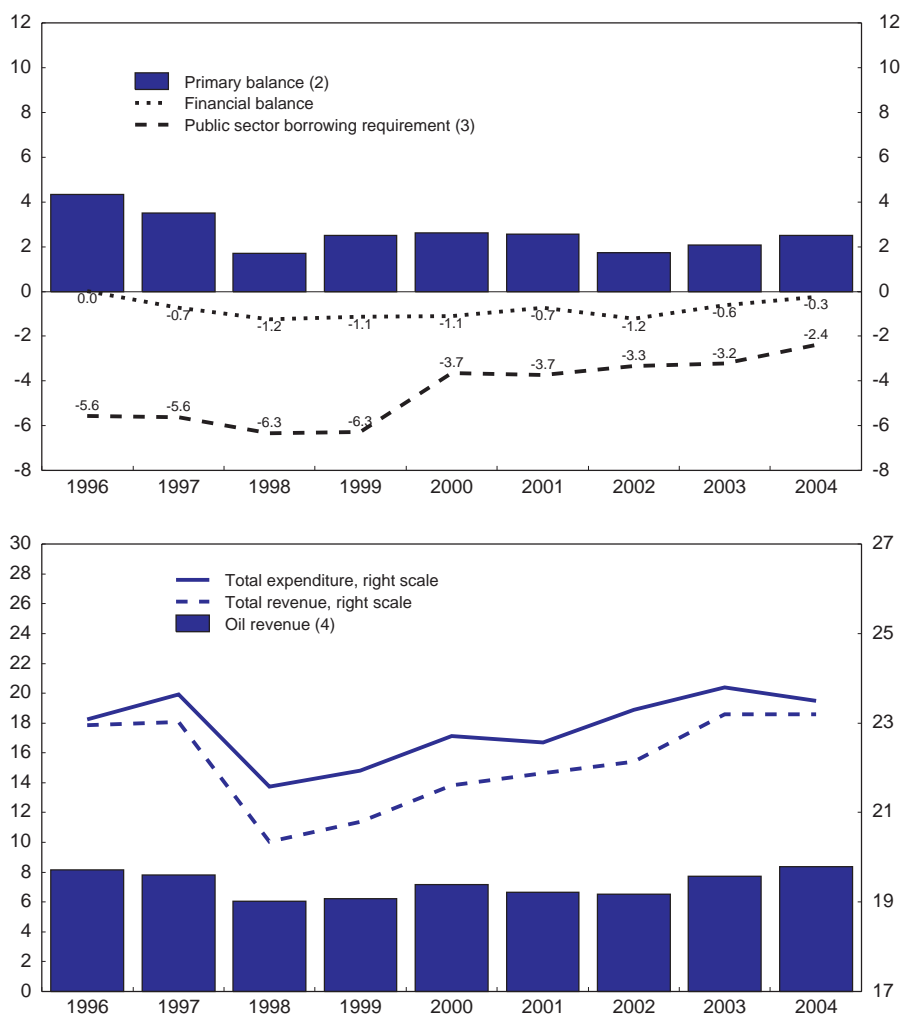 12 12
10 10
Primary balance (2)
8 8
Financial balance
Public sector borrowing requirement (3)
6 6
4 4
2 2
0 0
0.0 -0.7 -1.2 -1.1 -1.1 -0.7 -1.2 -0.6 -0.3
-2 -2
-5.6 -5.6 -6.3 -6.3 -3.7 -3.7 -3.3 -3.2 -2.4
-4 -4
-6 -6
-8 -8
1996 1997 1998 1999 2000 2001 2002 2003 2004
30 27
28
Total expenditure, right scale
26
Total revenue, right scale
24 25
Oil revenue (4)
22
20
18 23
16
14
12 21
10
8
6 19
4
2
0 17
1996 1997 1998 1999 2000 2001 2002 2003 2004